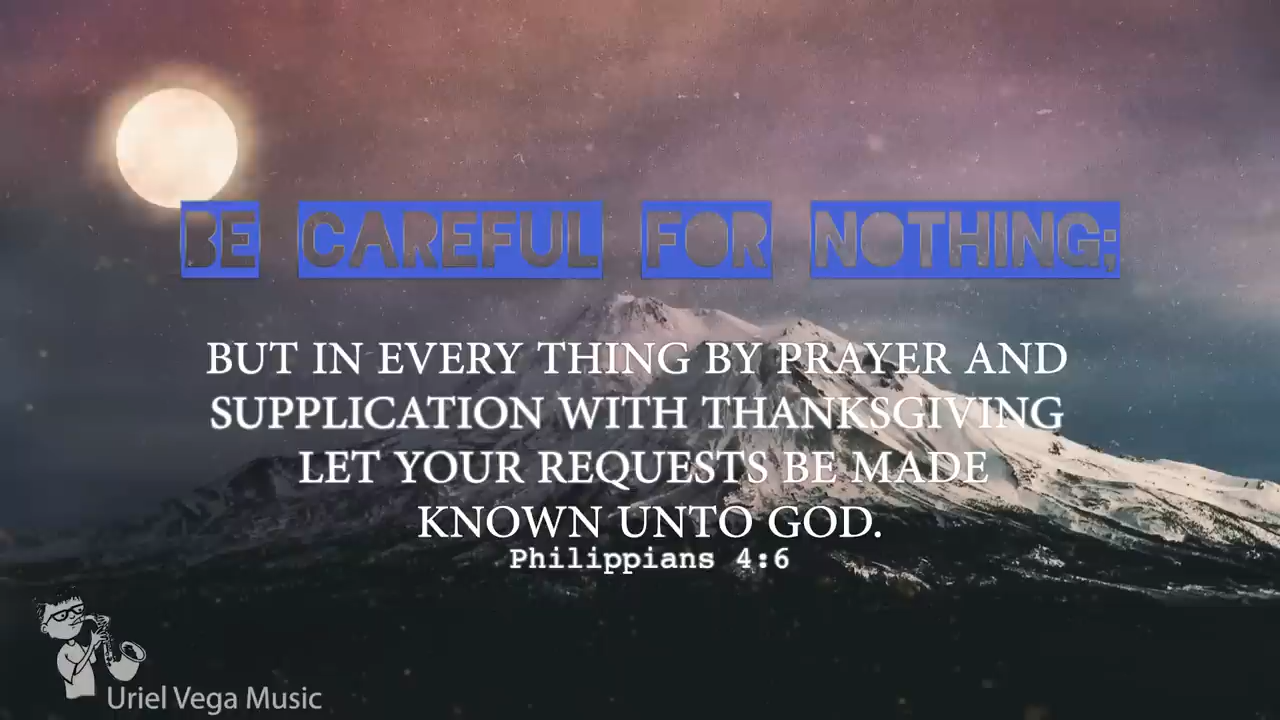 BE CAREFUL FOR NOTHING;
BUT IN EVERY THING BY PRAYER AND
SUPPLICATION WITH THANKSGIVING
LET YOUR REQUESTS BE MADE
KNOWN UNTO GOD.
Philippians 4:6
Uriel Vega Music